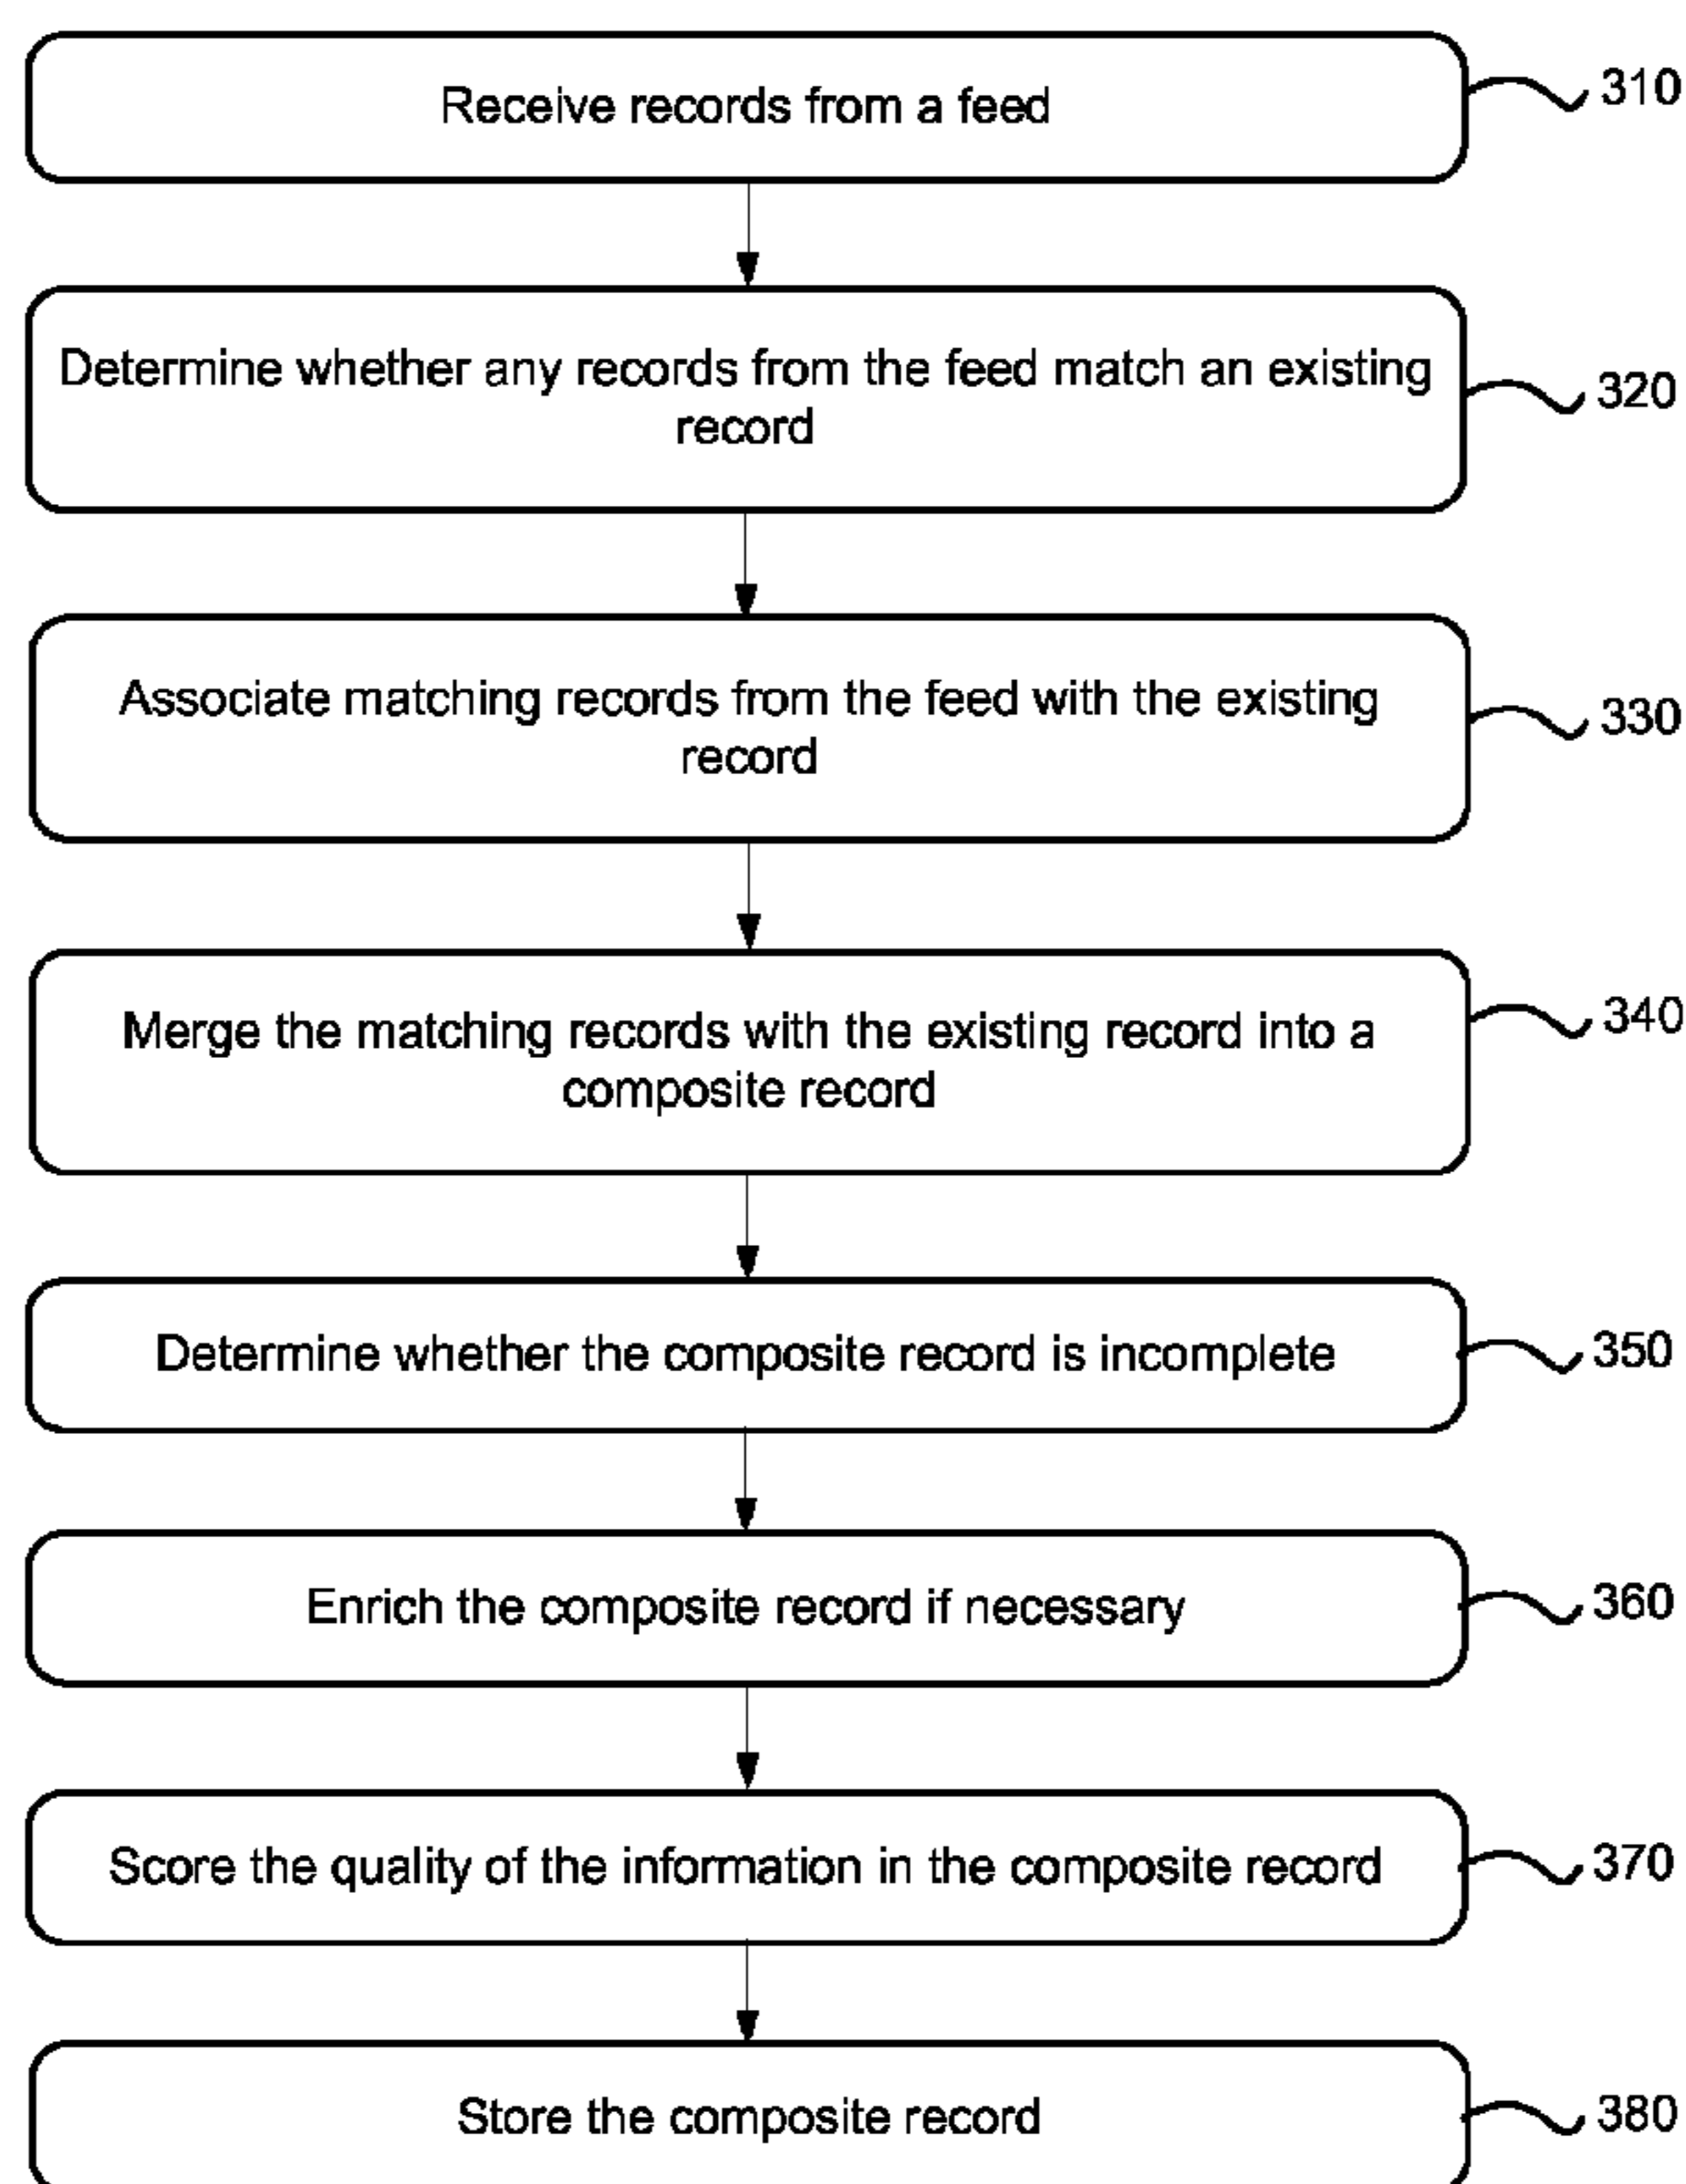 Receive records from a feed
310
Determine whether any records from the feed match an existing
record
320
Associate matching records from the feed with the existing
record
330
Merge the matching records with the existing record into a
composite record
340
Determine whether the composite record is incomplete
350
Enrich the composite record if necessary
360
Score the quality of the information in the composite record
370
Store the composite record
380